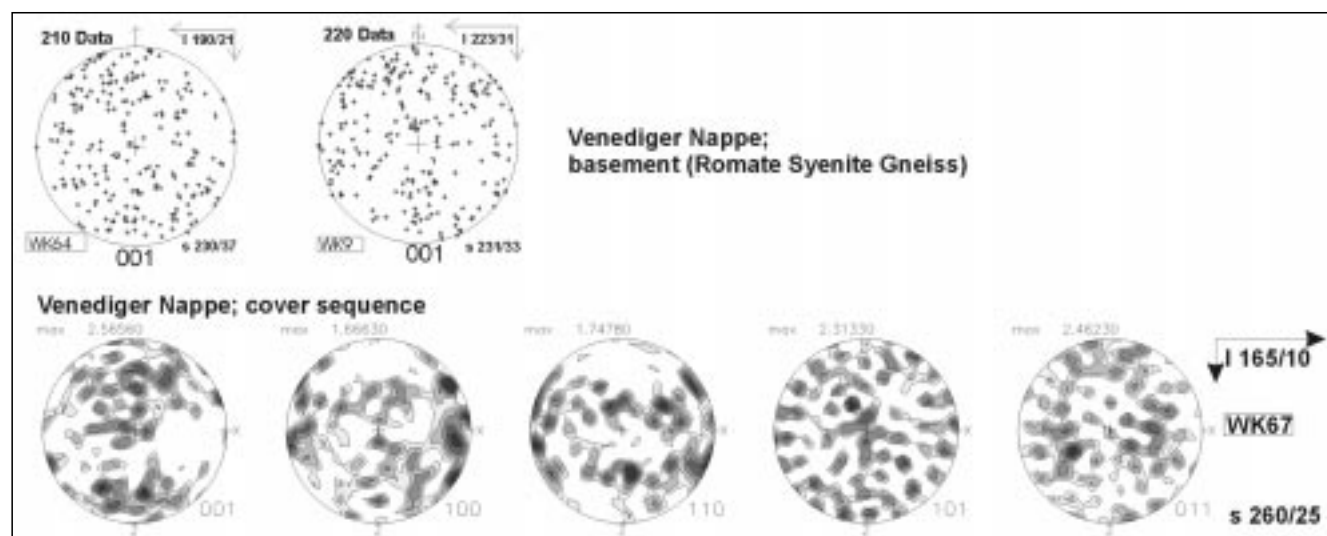 210 Data
l 190/21
220 Data
l 223/31
WK64
001
s 230/37
WK9
001
s 231/33
Venediger Nappe;
basement (Romate Syenite Gneiss)
Venediger Nappe; cover sequence
max 2.56560
max 1.66630
max 1.74780
max 2.31330
max 2.46230
l 165/10
WK67
s 260/25
x
x
x
x
x
001
100
110
101
011